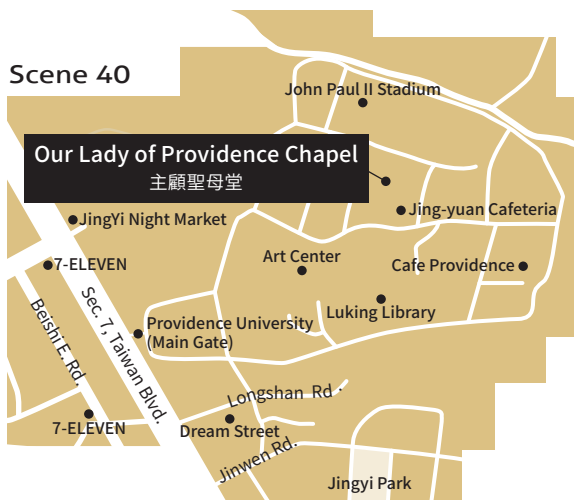 Scene 40
John Paul II Stadium
Our Lady of Providence Chapel
主顧聖母堂
JingYi Night Market
Jing-yuan Cafeteria
7-ELEVEN
Art Center
Cafe Providence
Beishi E. Rd.
Sec. 7, Taiwan Blvd.
Providence University
(Main Gate)
Luking Library
Longshan Rd.
7-ELEVEN
Dream Street
Jinwen Rd.
Jingyi Park